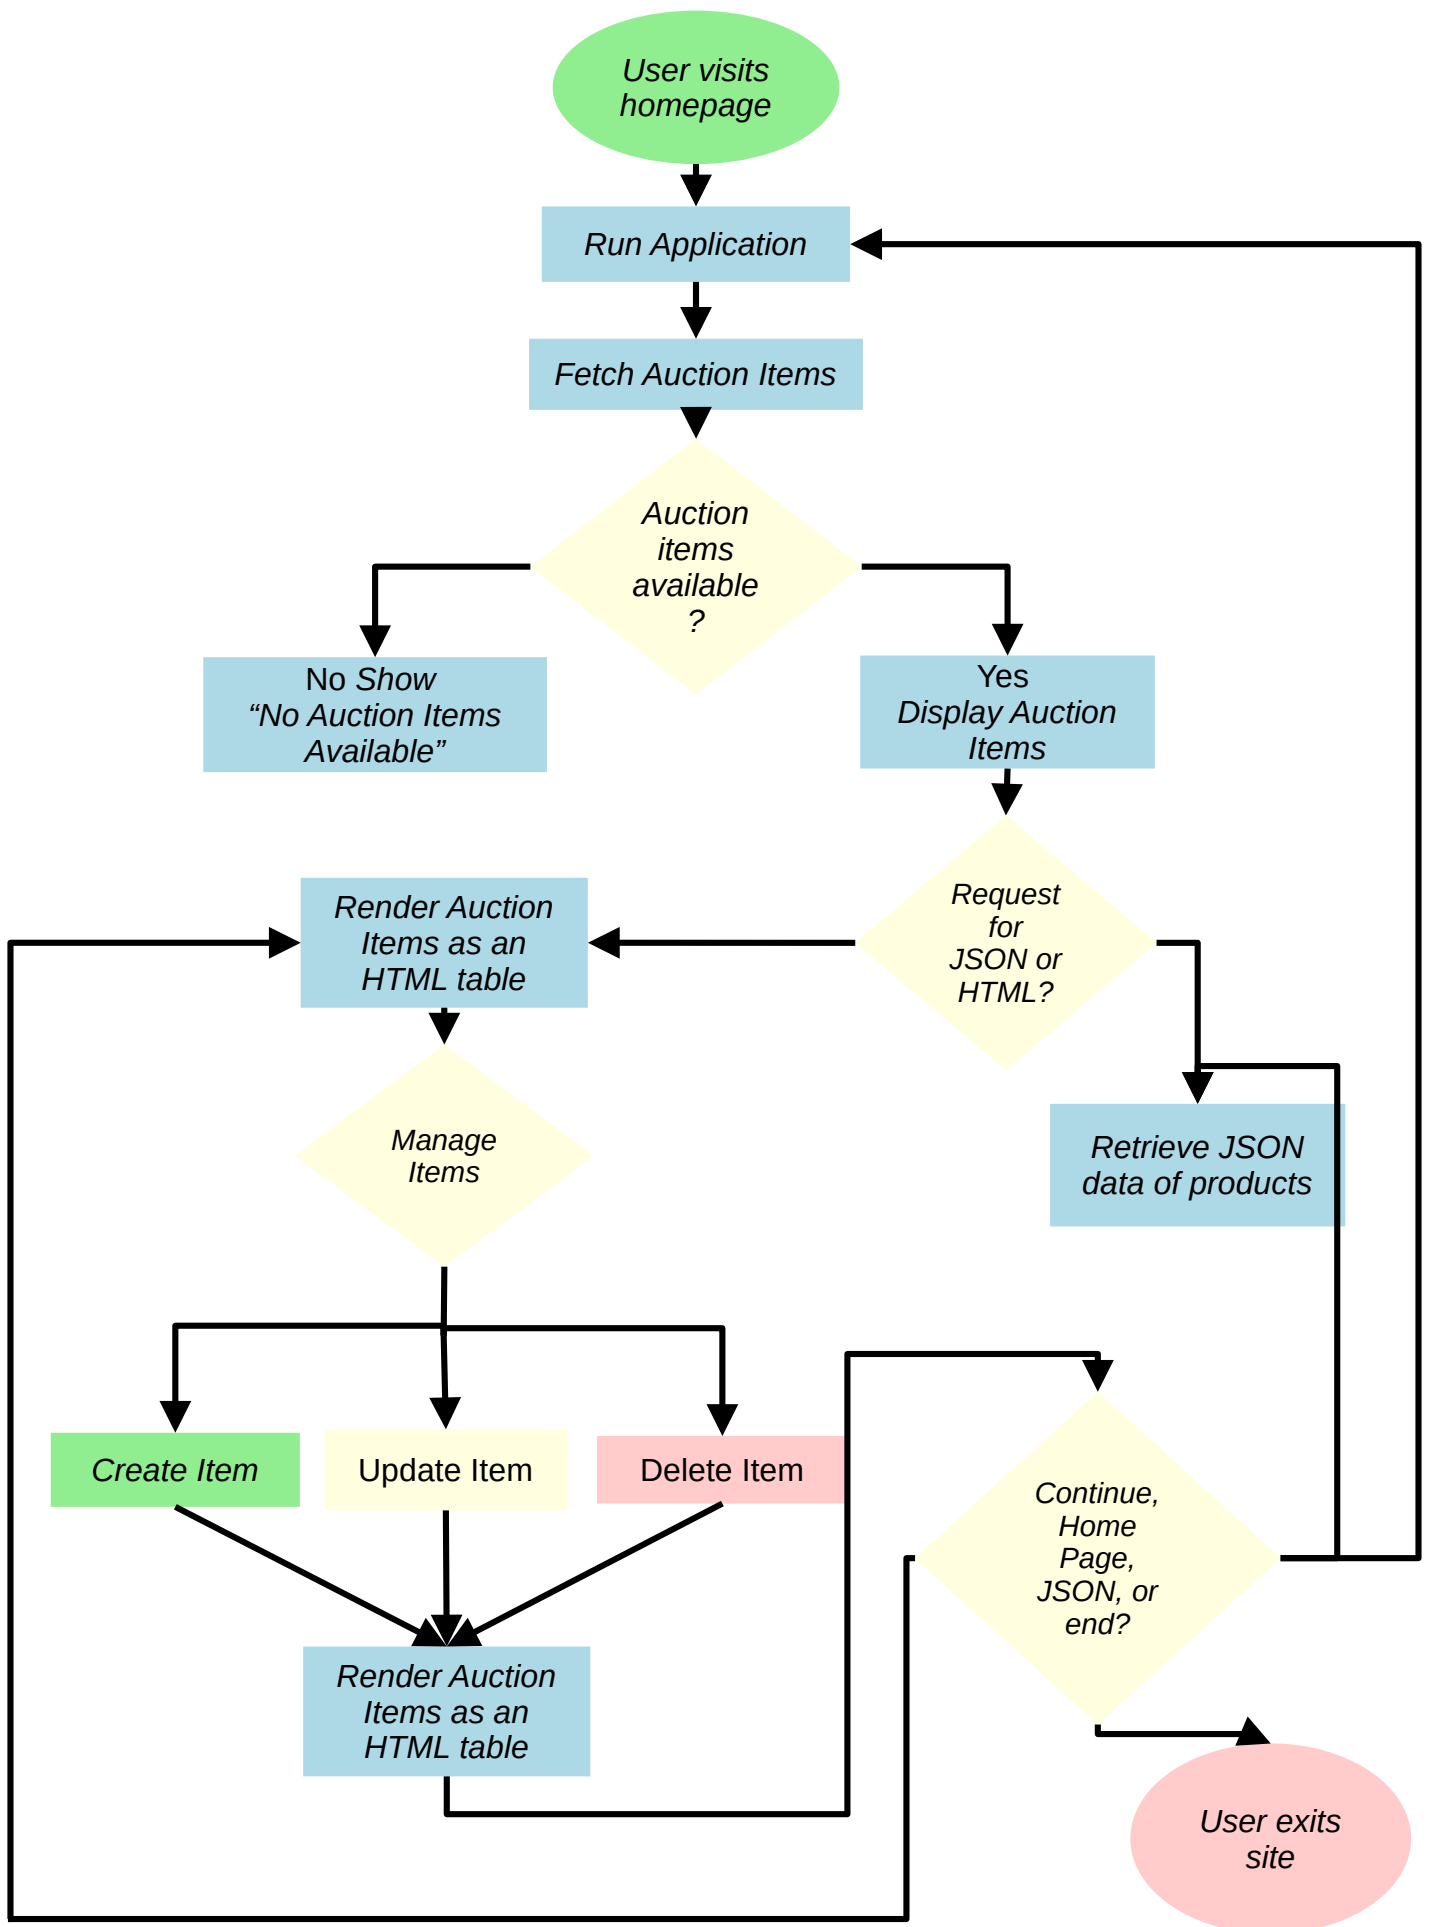 User visits
homepage
Run Application
Fetch Auction Items
Auction
items
available
?
No Show
“No Auction Items
Available”
Yes
Display Auction
Items
Request
for
JSON or
HTML?
Render Auction
Items as an
HTML table
Manage
Items
Retrieve JSON
data of products
Create Item
Update Item
Delete Item
Continue,
Home
Page,
JSON, or
end?
Render Auction
Items as an
HTML table
User exits
site